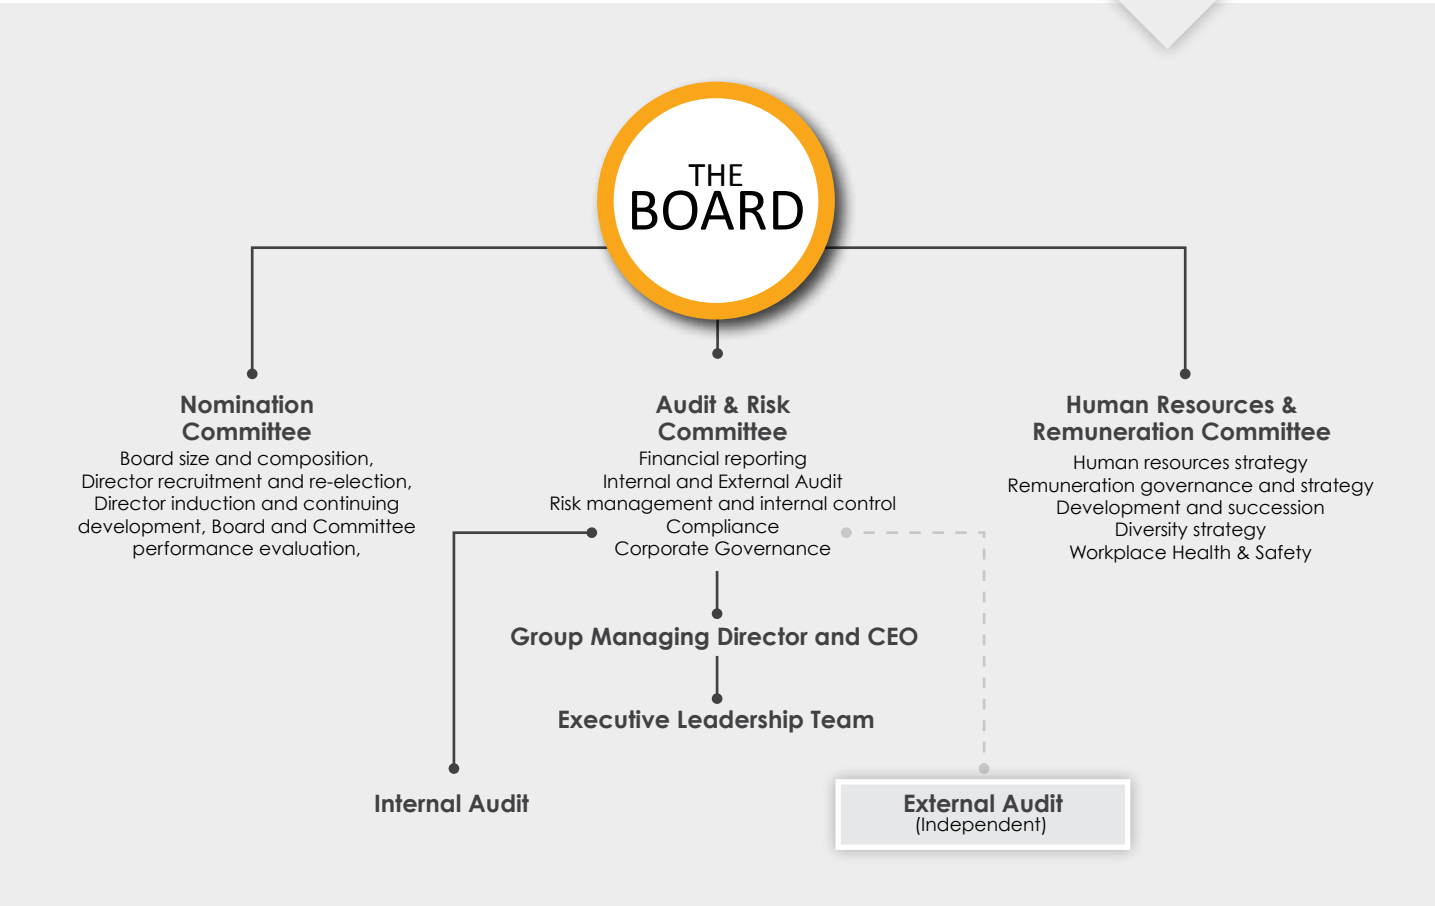 THE
BOARD
Nomination
Committee
Board size and composition,
Director recruitment and re-election,
Director induction and continuing
development, Board and Committee
performance evaluation,
Audit & Risk
Committee
Financial reporting
Internal and External Audit
Risk management and internal control
Compliance
Corporate Governance
Human Resources &
Remuneration Committee
Human resources strategy
Remuneration governance and strategy
Development and succession
Diversity strategy
Workplace Health & Safety
Group Managing Director and CEO
Executive Leadership Team
Internal Audit
External Audit
(Independent)